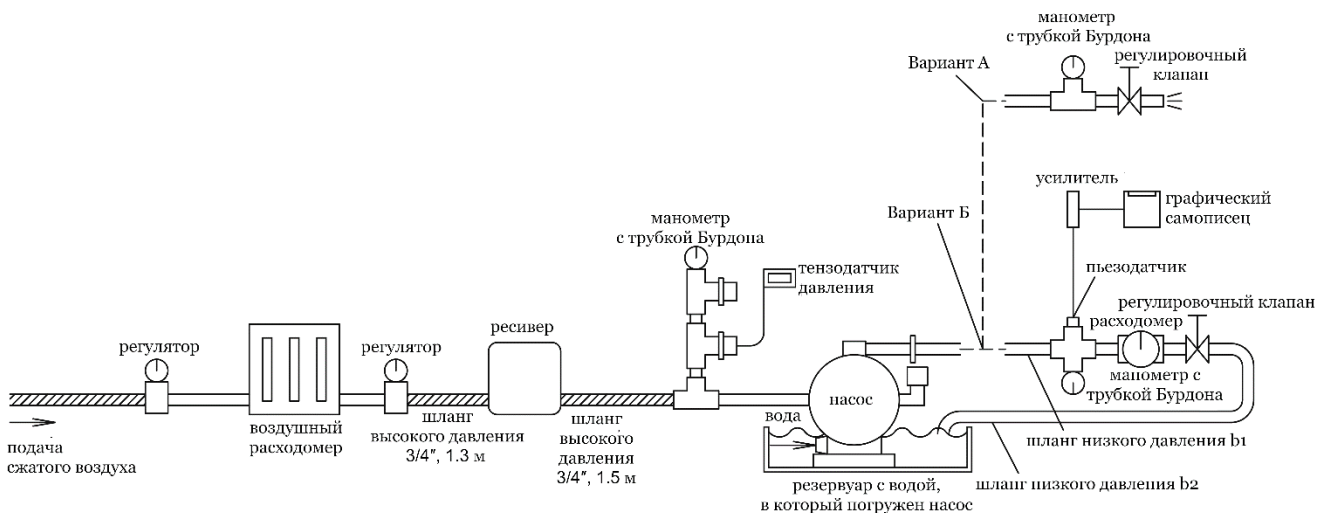 манометр
с трубкой Бурдона
регулировочный
клапан
Вариант А
усилитель
графический
самописец
Вариант Б
манометр
с трубкой Бурдона
тензодатчик
давления
пьезодатчик
регулировочный клапан
расходомер
ресивер
регулятор
регулятор
манометр с
трубкой Бурдона
насос
вода
воздушный
расходомер
шланг
высокого давления
3/4", 1.3 м
шланг
высокого
давления
3/4", 1.5 м
подача
сжатого воздуха
шланг низкого давления b1
резервуар с водой,
в который погружен насос
шланг низкого давления b2